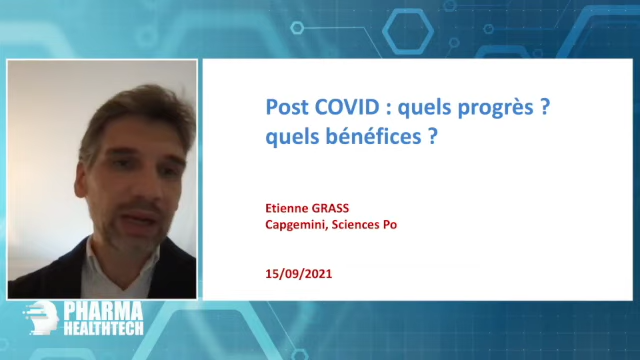 Post COVID : quels progrès ?
quels bénéfices ?
Etienne GRASS
Capgemini, Sciences Po
15/09/2021
PHARMA
HEALTHTECH